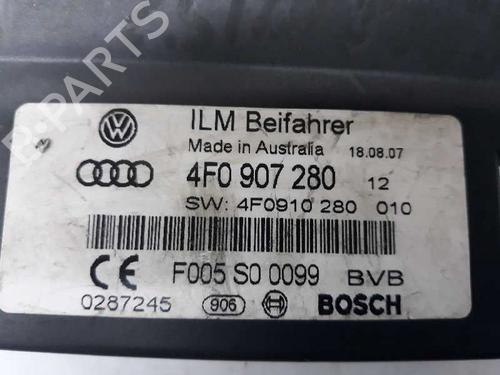 ILM Beifahrer
Made in Australia 18.08.07
4F0 907 280 12
SW: 4F0910 280 010
CE F005 S0 0099 BVB
0287245 906 BOSCH
B-PARTS